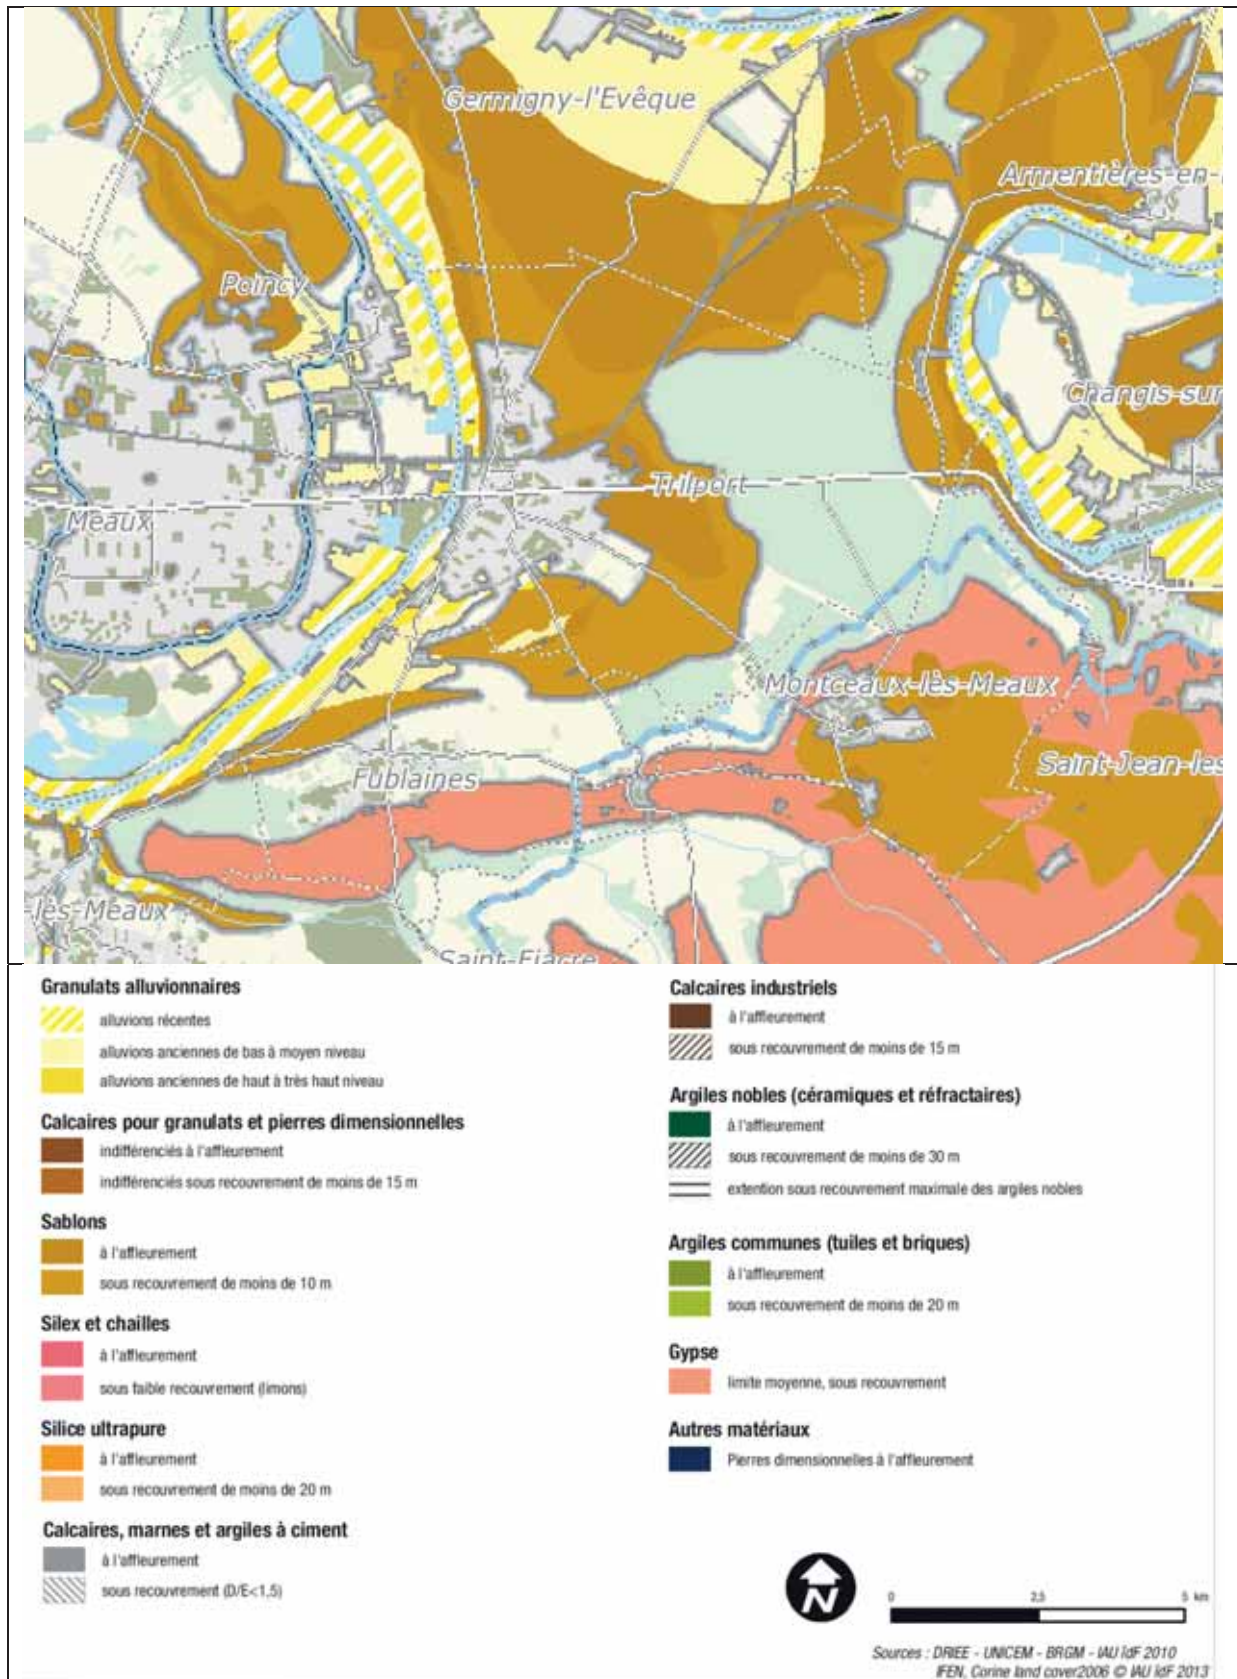 Germigny-l'Evêque
Armentières-en-
Poincy
Changis-sur
Trilport
Meaux
Montceaux-lès-Meaux
Saint-Jean-les
Fublaines
-lès-Meaux
Saint-Fiacre
Granulats alluvionnaires
alluvions récentes
alluvions anciennes de bas à moyen niveau
alluvions anciennes de haut à très haut niveau
Calcaires pour granulats et pierres dimensionnelles
indifférenciés à l'affleurement
indifférenciés sous recouvrement de moins de 15 m
Sablons
à l'affleurement
sous recouvrement de moins de 10 m
Silex et chailles
à l'affleurement
sous faible recouvrement (limons)
Silice ultrapure
à l'affleurement
sous recouvrement de moins de 20 m
Calcaires, marnes et argiles à ciment
à l'affleurement
sous recouvrement (D/E<1,5)
Calcaires industriels
à l'affleurement
sous recouvrement de moins de 15 m
Argiles nobles (céramiques et réfractaires)
à l'affleurement
sous recouvrement de moins de 30 m
extention sous recouvrement maximale des argiles nobles
Argiles communes (tuiles et briques)
à l'affleurement
sous recouvrement de moins de 20 m
Gypse
limite moyenne, sous recouvrement
Autres matériaux
Pierres dimensionnelles à l'affleurement
N
0 2,5 5 km
Sources : DRIEE - UNICEM - BRGM - IAU îdF 2010
IFEN, Corine land cover2006 © IAU îdF 2013